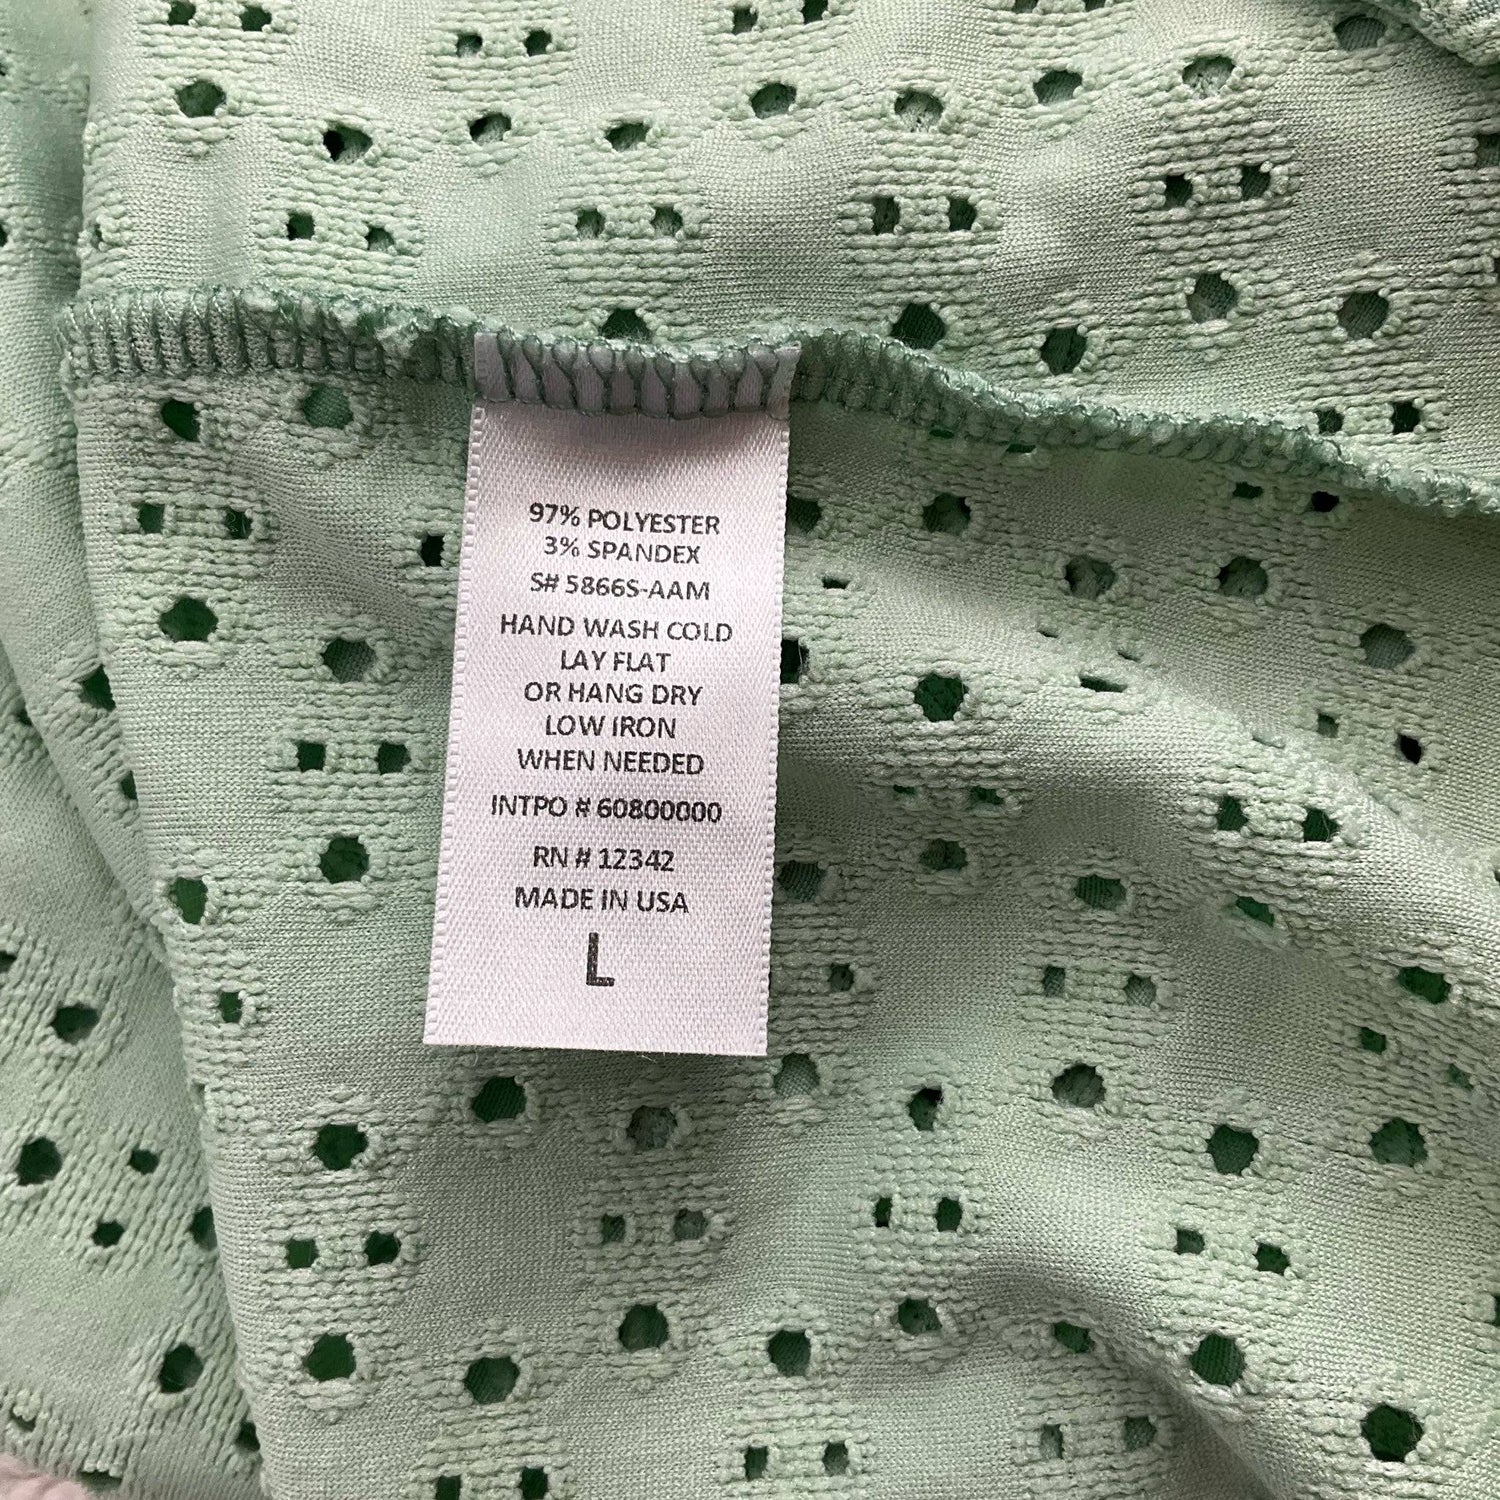 97% POLYESTER
3% SPANDEX
S# 5866S-AAM
HAND WASH COLD
LAY FLAT
OR HANG DRY
LOW IRON
WHEN NEEDED
INTPO # 60800000
RN # 12342
MADE IN USA
L